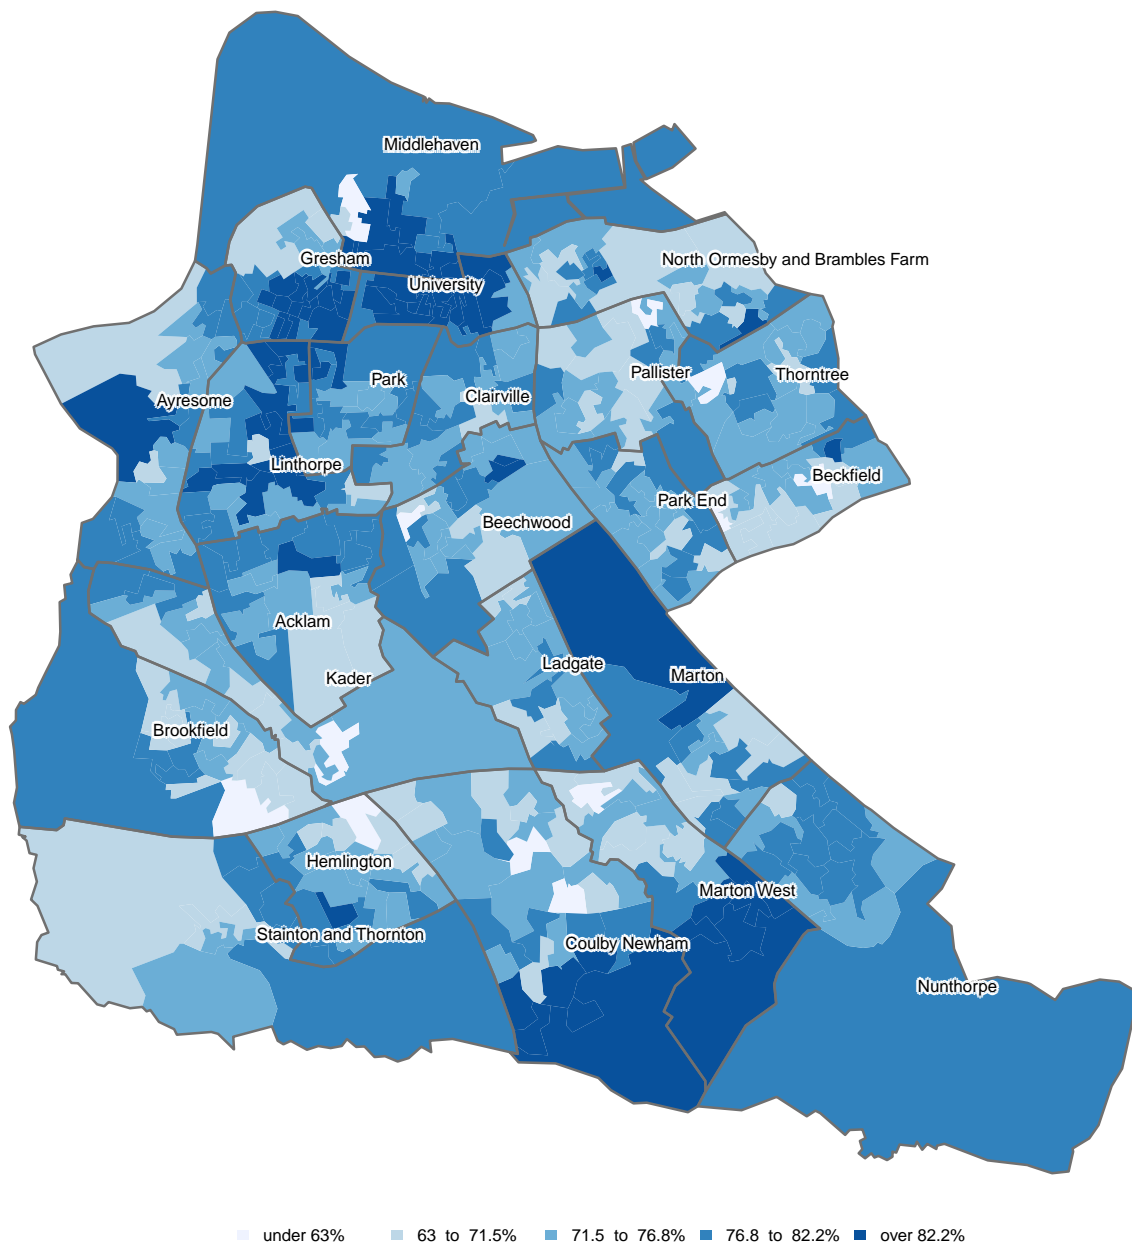 Middlehaven
Gresham
North Ormesby and Brambles Farm
University
Pallister
Thorntree
Park
Clairville
Ayresome
Linthorpe
Beckfield
Park End
Beechwood
Acklam
Ladgate
Marton
Kader
Brookfield
Hemlington
Marton West
Stainton and Thornton
Coulby Newham
Nunthorpe
under 63% 63 to 71.5% 71.5 to 76.8% 76.8 to 82.2% over 82.2%